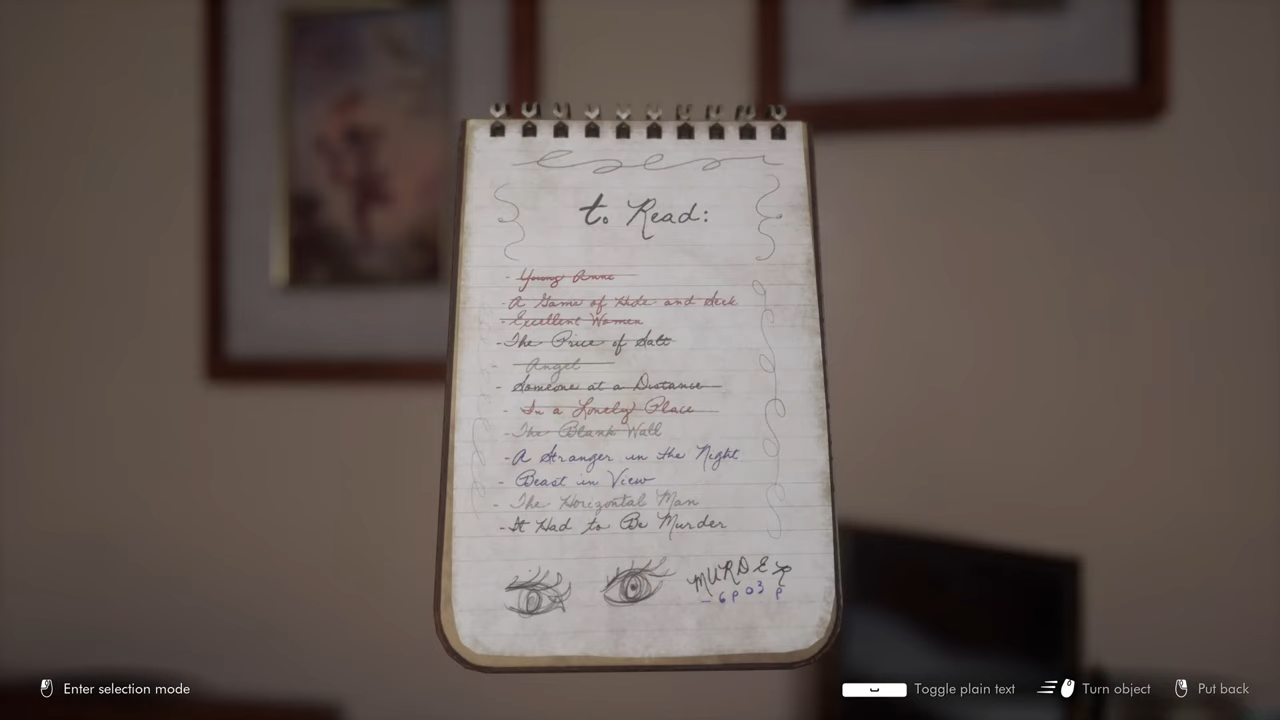 to Read:
- Young Anne
- A Game of Hide and Seek
- Excellent Women
- The Price of Salt
- Angel
- Someone at a Distance
- In a Lonely Place
- The Blank Wall
- A Stranger in the Night
- Beast in View
- The Horizontal Man
- It Had to Be Murder
MURDER
- 6 P 03 P
Enter selection mode
Toggle plain text
Turn object
Put back